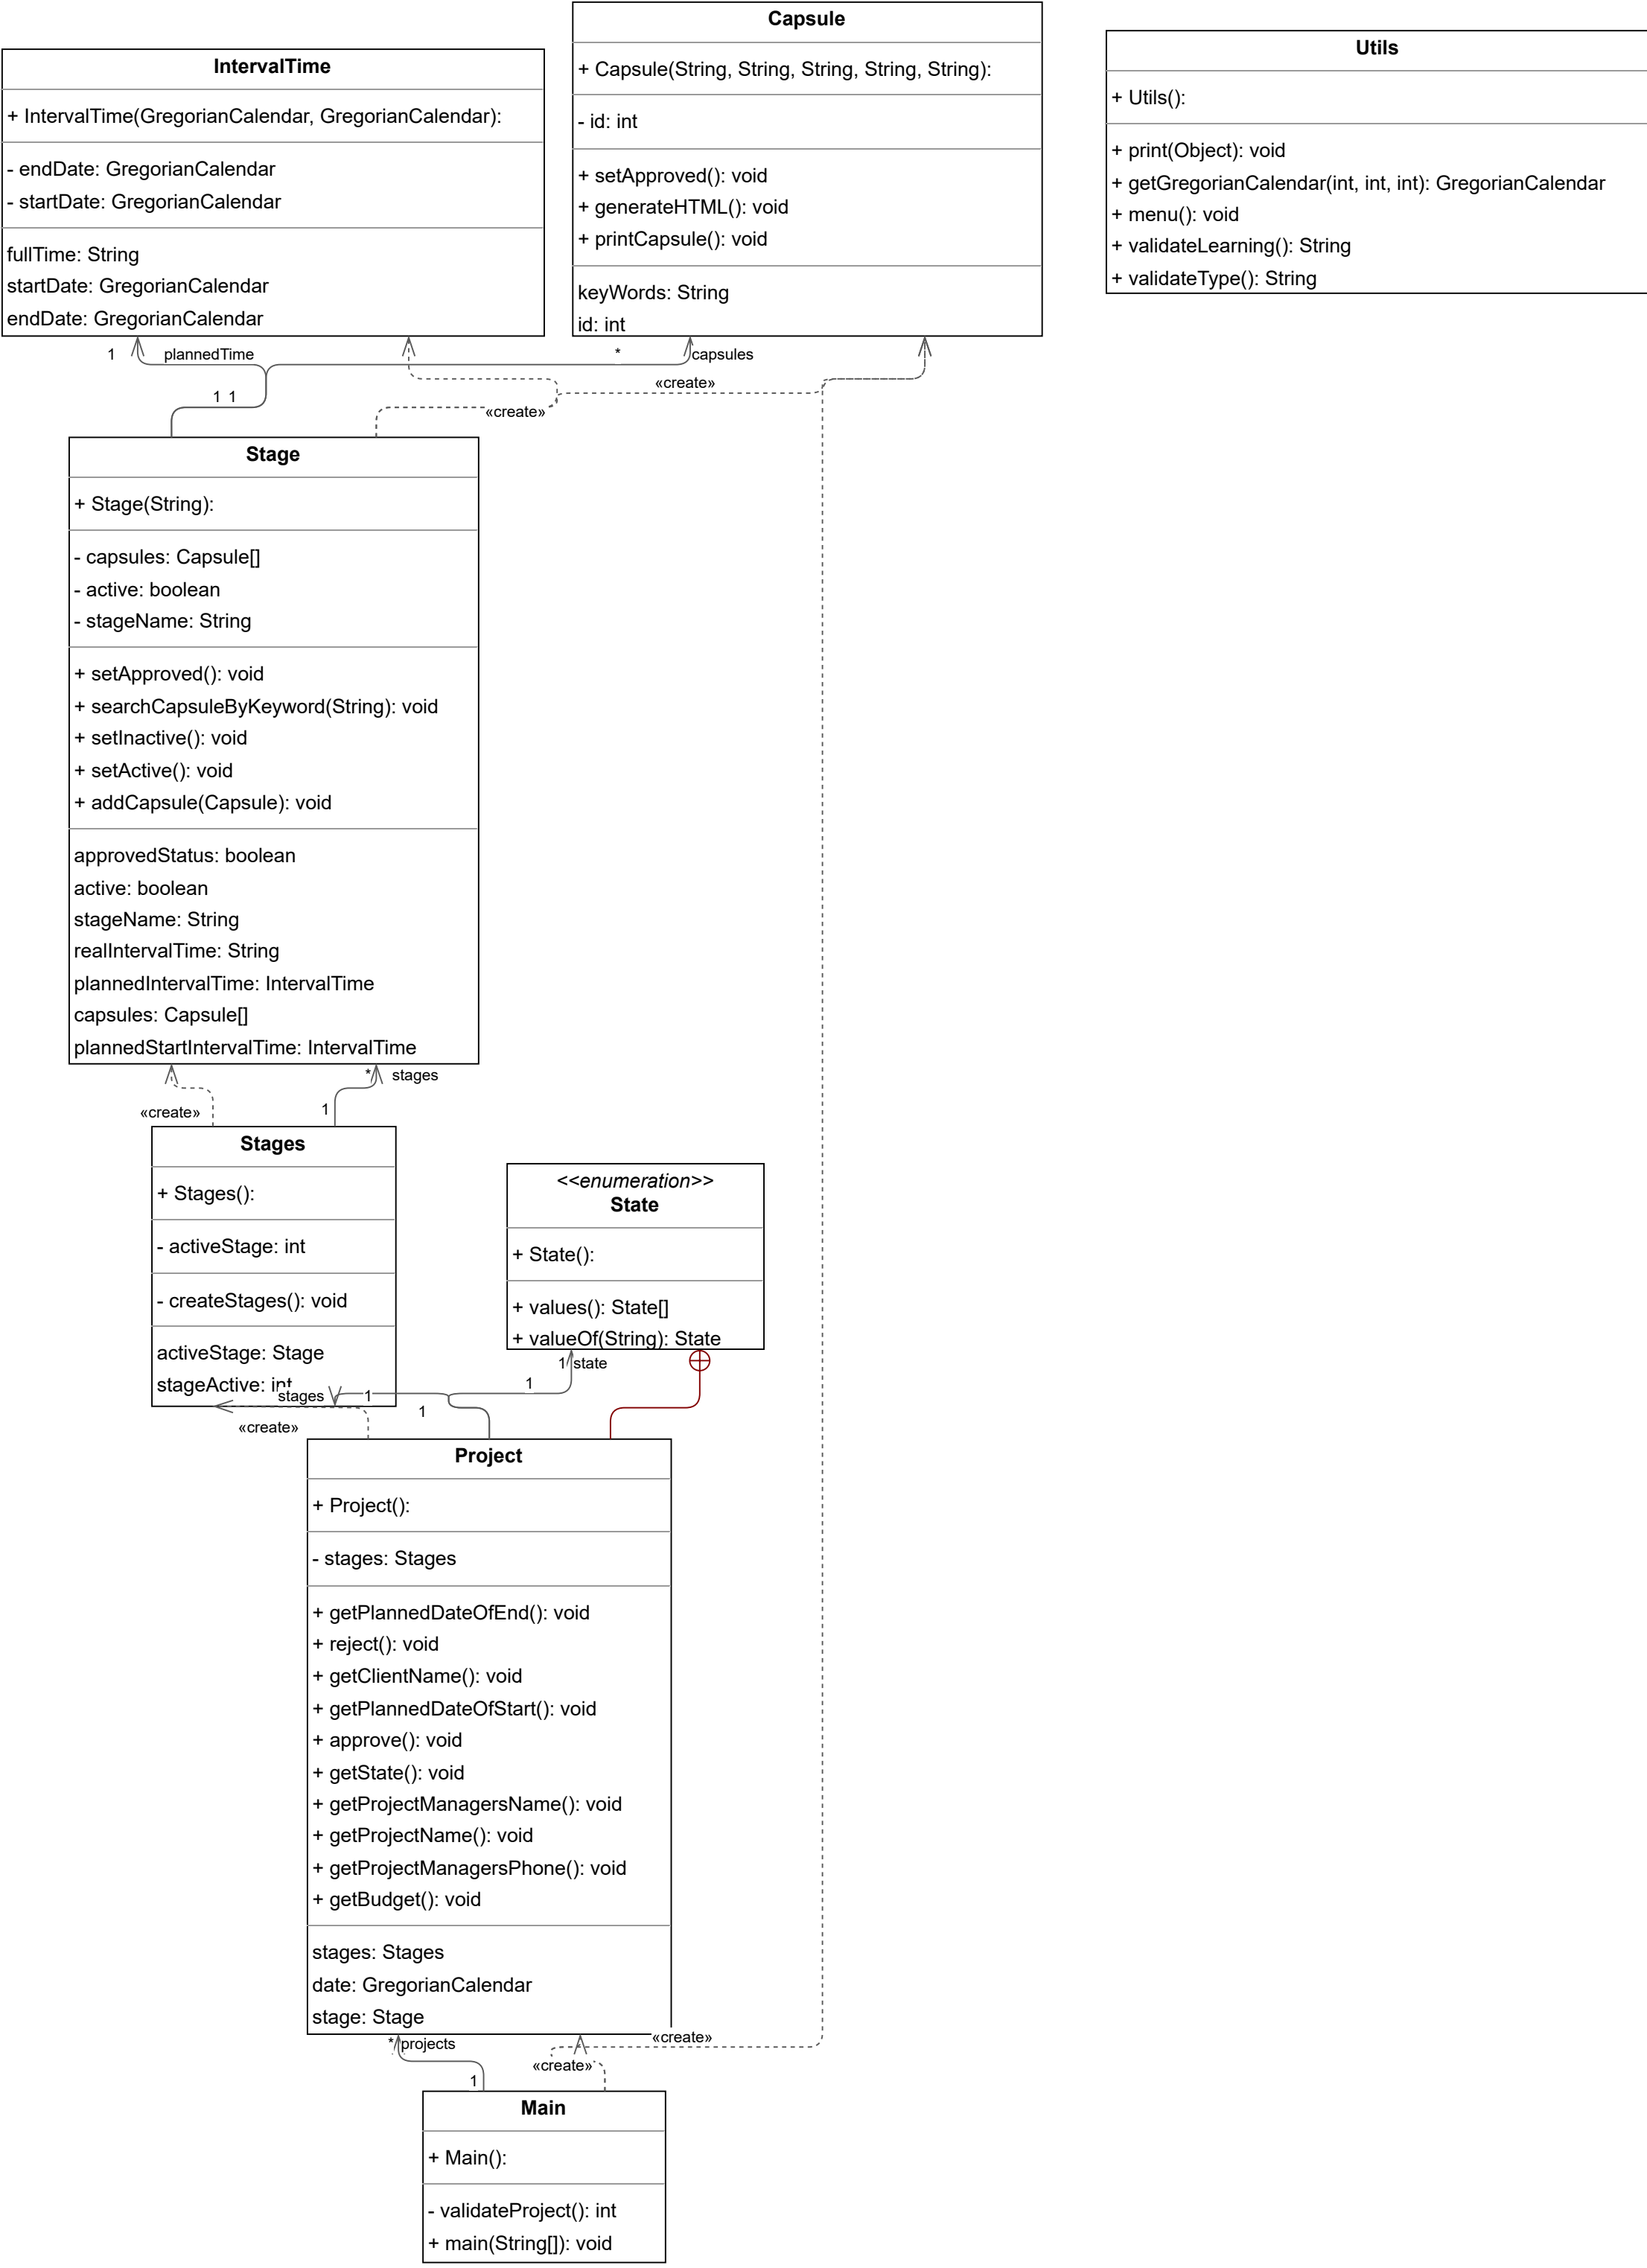 IntervalTime
+ IntervalTime(GregorianCalendar, GregorianCalendar):
- endDate: GregorianCalendar
- startDate: GregorianCalendar
fullTime: String
startDate: GregorianCalendar
endDate: GregorianCalendar
Capsule
+ Capsule(String, String, String, String, String):
- id: int
+ setApproved(): void
+ generateHTML(): void
+ printCapsule(): void
keyWords: String
id: int
Utils
+ Utils():
+ print(Object): void
+ getGregorianCalendar(int, int, int): GregorianCalendar
+ menu(): void
+ validateLearning(): String
+ validateType(): String
1
plannedTime
*
capsules
«create»
1 1
«create»
Stage
+ Stage(String):
- capsules: Capsule[]
- active: boolean
- stageName: String
+ setApproved(): void
+ searchCapsuleByKeyword(String): void
+ setInactive(): void
+ setActive(): void
+ addCapsule(Capsule): void
approvedStatus: boolean
active: boolean
stageName: String
realIntervalTime: String
plannedIntervalTime: IntervalTime
capsules: Capsule[]
plannedStartIntervalTime: IntervalTime
*
stages
«create»
1
Stages
+ Stages():
- activeStage: int
- createStages(): void
activeStage: Stage
stageActive: int
<<enumeration>>
State
+ State():
+ values(): State[]
+ valueOf(String): State
1
state
1
stages
1
1
«create»
Project
+ Project():
- stages: Stages
+ getPlannedDateOfEnd(): void
+ reject(): void
+ getClientName(): void
+ getPlannedDateOfStart(): void
+ approve(): void
+ getState(): void
+ getProjectManagersName(): void
+ getProjectName(): void
+ getProjectManagersPhone(): void
+ getBudget(): void
stages: Stages
date: GregorianCalendar
stage: Stage
*
projects
«create»
«create»
1
Main
+ Main():
- validateProject(): int
+ main(String[]): void